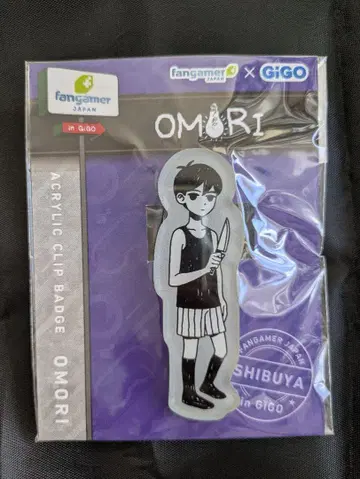 fangamer
JAPAN
in GiGO
fangamer
JAPAN
×
GiGO
OMORI
ACRYLIC CLIP BADGE
OMORI
FANGAMER JAPAN
SHIBUYA
in GiGO